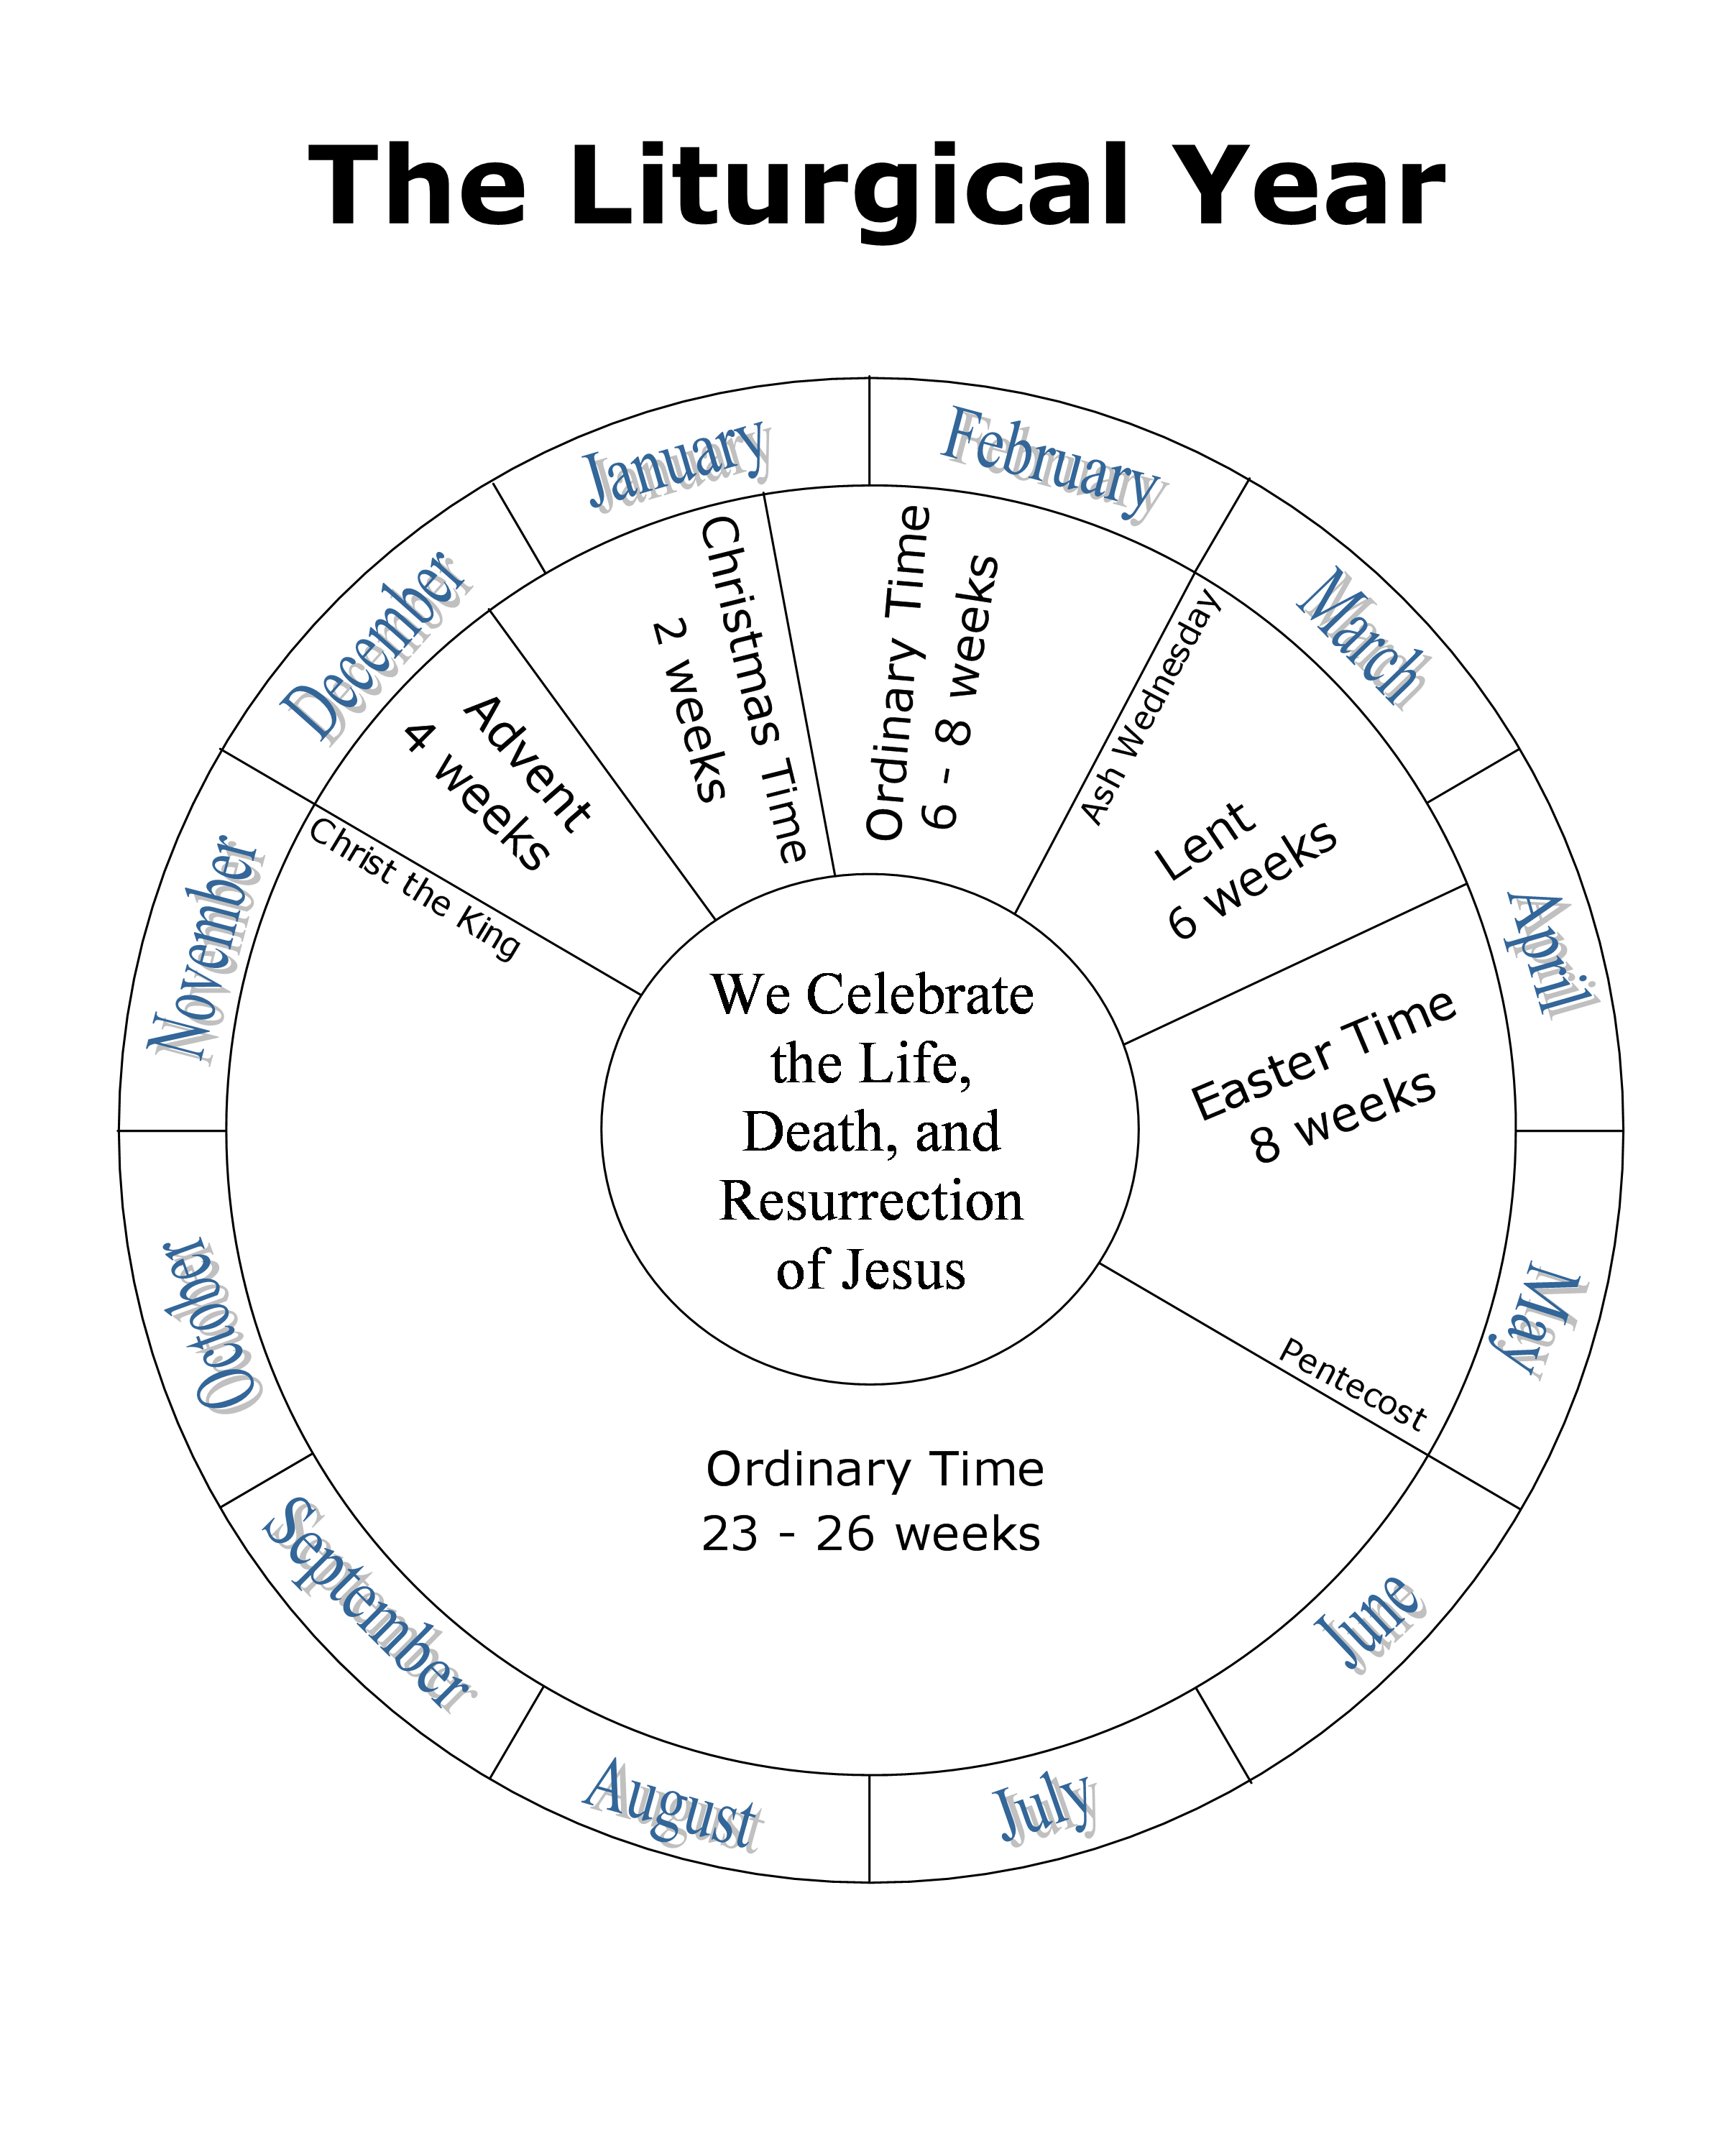 The Liturgical Year
January
February
March
April
May
June
July
August
September
October
November
December
Advent
4 weeks
Christmas Time
2 weeks
Ordinary Time
6 - 8 weeks
Ash Wednesday
Lent
6 weeks
Easter Time
8 weeks
Pentecost
Ordinary Time
23 - 26 weeks
Christ the King
We Celebrate
the Life,
Death, and
Resurrection
of Jesus